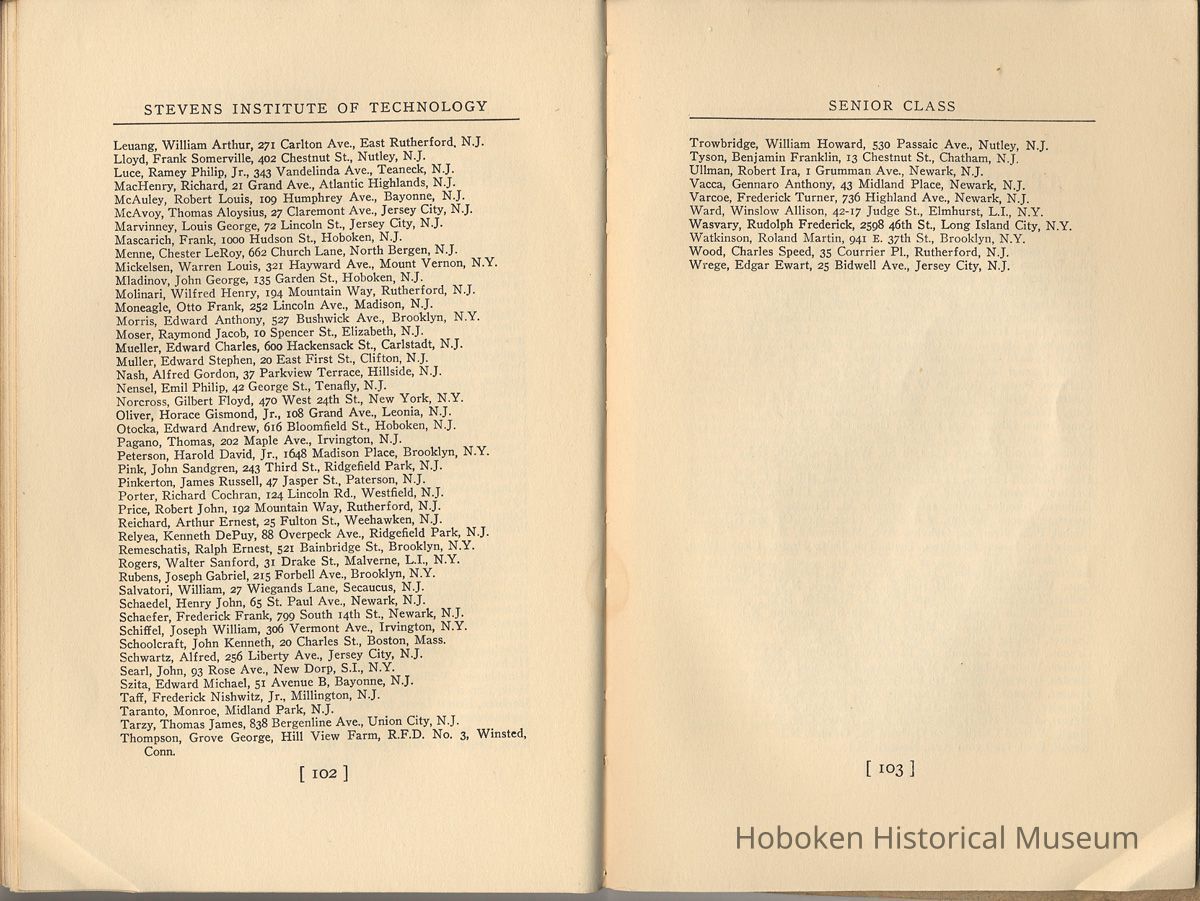 STEVENS INSTITUTE OF TECHNOLOGY
Leuang, William Arthur, 271 Carlton Ave., East Rutherford, N.J.
Lloyd, Frank Somerville, 402 Chestnut St., Nutley, N.J.
Luce, Ramey Philip, Jr., 343 Vandelinda Ave., Teaneck, N.J.
MacHenry, Richard, 21 Grand Ave., Atlantic Highlands, N.J.
McAuley, Robert Louis, 109 Humphrey Ave., Bayonne, N.J.
McAvoy, Thomas Aloysius, 27 Claremont Ave., Jersey City, N.J.
Marvinney, Louis George, 72 Lincoln St., Jersey City, N.J.
Mascarich, Frank, 1000 Hudson St., Hoboken, N.J.
Menne, Chester LeRoy, 662 Church Lane, North Bergen, N.J.
Mickelsen, Warren Louis, 321 Hayward Ave., Mount Vernon, N.Y.
Mladinov, John George, 135 Garden St., Hoboken, N.J.
Molinari, Wilfred Henry, 194 Mountain Way, Rutherford, N.J.
Moneagle, Otto Frank, 252 Lincoln Ave., Madison, N.J.
Morris, Edward Anthony, 527 Bushwick Ave., Brooklyn, N.Y.
Moser, Raymond Jacob, 10 Spencer St., Elizabeth, N.J.
Mueller, Edward Charles, 600 Hackensack St., Carlstadt, N.J.
Muller, Edward Stephen, 20 East First St., Clifton, N.J.
Nash, Alfred Gordon, 37 Parkview Terrace, Hillside, N.J.
Nensel, Emil Philip, 42 George St., Tenafly, N.J.
Norcross, Gilbert Floyd, 470 West 24th St., New York, N.Y.
Oliver, Horace Gismond, Jr., 108 Grand Ave., Leonia, N.J.
Otocka, Edward Andrew, 616 Bloomfield St., Hoboken, N.J.
Pagano, Thomas, 202 Maple Ave., Irvington, N.J.
Peterson, Harold David, Jr., 1648 Madison Place, Brooklyn, N.Y.
Pink, John Sandgren, 243 Third St., Ridgefield Park, N.J.
Pinkerton, James Russell, 47 Jasper St., Paterson, N.J.
Porter, Richard Cochran, 124 Lincoln Rd., Westfield, N.J.
Price, Robert John, 192 Mountain Way, Rutherford, N.J.
Reichard, Arthur Ernest, 25 Fulton St., Weehawken, N.J.
Relyea, Kenneth DePuy, 88 Overpeck Ave., Ridgefield Park, N.J.
Remeschatis, Ralph Ernest, 521 Bainbridge St., Brooklyn, N.Y.
Rogers, Walter Sanford, 31 Drake St., Malverne, L.I., N.Y.
Rubens, Joseph Gabriel, 215 Forbell Ave., Brooklyn, N.Y.
Salvatori, William, 27 Wiegands Lane, Secaucus, N.J.
Schaedel, Henry John, 65 St. Paul Ave., Newark, N.J.
Schaefer, Frederick Frank, 799 South 14th St., Newark, N.J.
Schiffel, Joseph William, 306 Vermont Ave., Irvington, N.Y.
Schoolcraft, John Kenneth, 20 Charles St., Boston, Mass.
Schwartz, Alfred, 256 Liberty Ave., Jersey City, N.J.
Searl, John, 93 Rose Ave., New Dorp, S.I., N.Y.
Szita, Edward Michael, 51 Avenue B, Bayonne, N.J.
Taff, Frederick Nishwitz, Jr., Millington, N.J.
Taranto, Monroe, Midland Park, N.J.
Tarzy, Thomas James, 838 Bergenline Ave., Union City, N.J.
Thompson, Grove George, Hill View Farm, R.F.D. No. 3, Winsted,
Conn.
[ 102 ]
SENIOR CLASS
Trowbridge, William Howard, 530 Passaic Ave., Nutley, N.J.
Tyson, Benjamin Franklin, 13 Chestnut St., Chatham, N.J.
Ullman, Robert Ira, 1 Grumman Ave., Newark, N.J.
Vacca, Gennaro Anthony, 43 Midland Place, Newark, N.J.
Varcoe, Frederick Turner, 736 Highland Ave., Newark, N.J.
Ward, Winslow Allison, 42-17 Judge St., Elmhurst, L.I., N.Y.
Wasvary, Rudolph Frederick, 2598 46th St., Long Island City, N.Y.
Watkinson, Roland Martin, 941 E. 37th St., Brooklyn, N.Y.
Wood, Charles Speed, 35 Courrier Pl., Rutherford, N.J.
Wrege, Edgar Ewart, 25 Bidwell Ave., Jersey City, N.J.
[ 103 ]
Hoboken Historical Museum